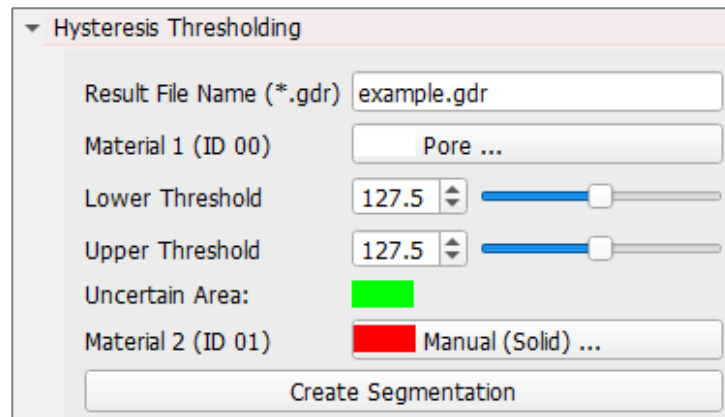 Hysteresis Thresholding
Result File Name (*.gdr) example.gdr
Material 1 (ID 00) Pore ...
Lower Threshold 127.5
Upper Threshold 127.5
Uncertain Area:
Material 2 (ID 01) Manual (Solid) ...
Create Segmentation